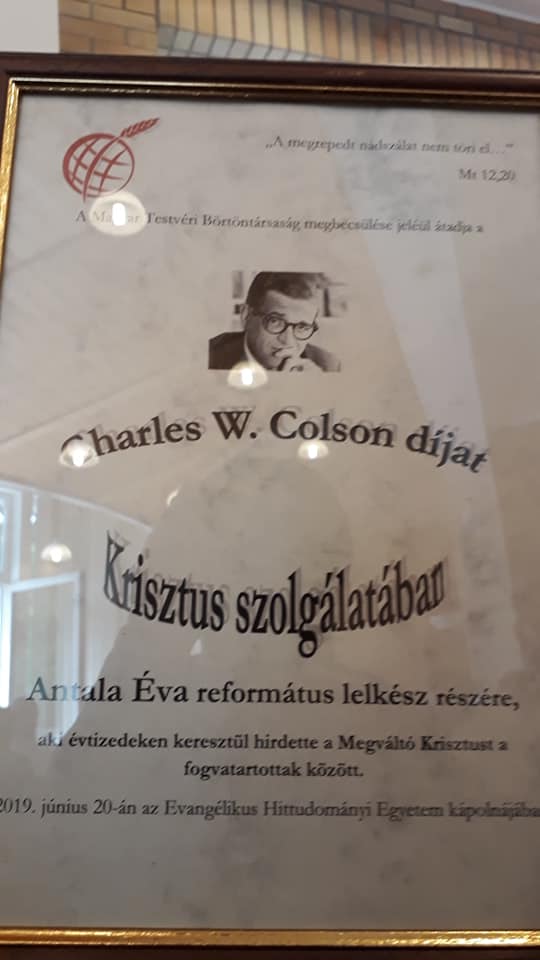 „A megrepedt nádszálat nem töri el…”
Mt 12,20
A Magyar Testvéri Börtöntársaság megbecsülése jeléül átadja a
Charles W. Colson díjat
Krisztus szolgálatában
Antala Éva református lelkész részére,
aki évtizedeken keresztül hirdette a Megváltó Krisztust a
fogvatartottak között.
2019. június 20-án az Evangélikus Hittudományi Egyetem kápolnájában